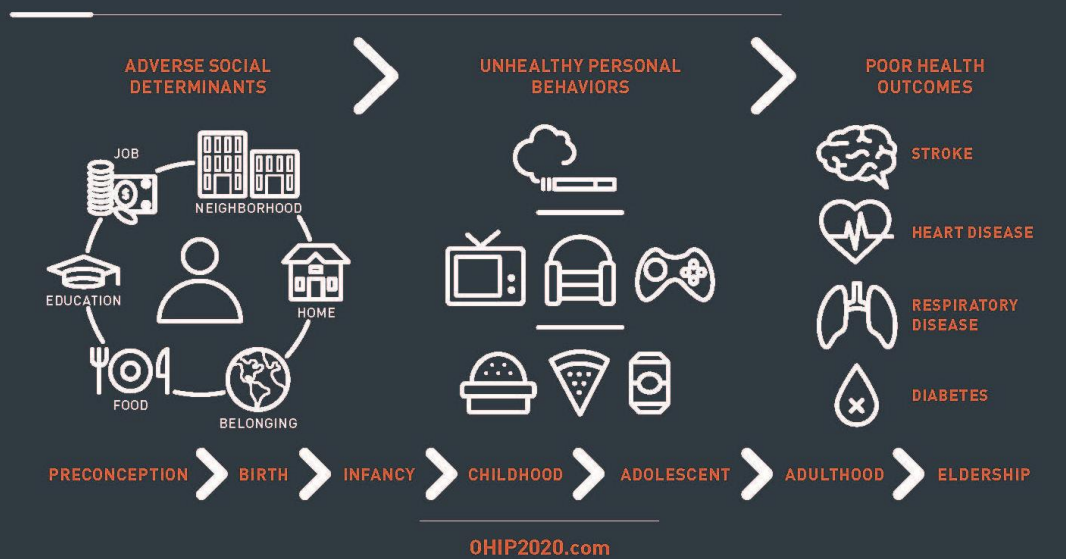 ADVERSE SOCIAL
DETERMINANTS
UNHEALTHY PERSONAL
BEHAVIORS
POOR HEALTH
OUTCOMES
JOB
NEIGHBORHOOD
EDUCATION
HOME
FOOD
BELONGING
STROKE
HEART DISEASE
RESPIRATORY
DISEASE
DIABETES
PRECONCEPTION
BIRTH
INFANCY
CHILDHOOD
ADOLESCENT
ADULTHOOD
ELDERSHIP
OHIP2020.com